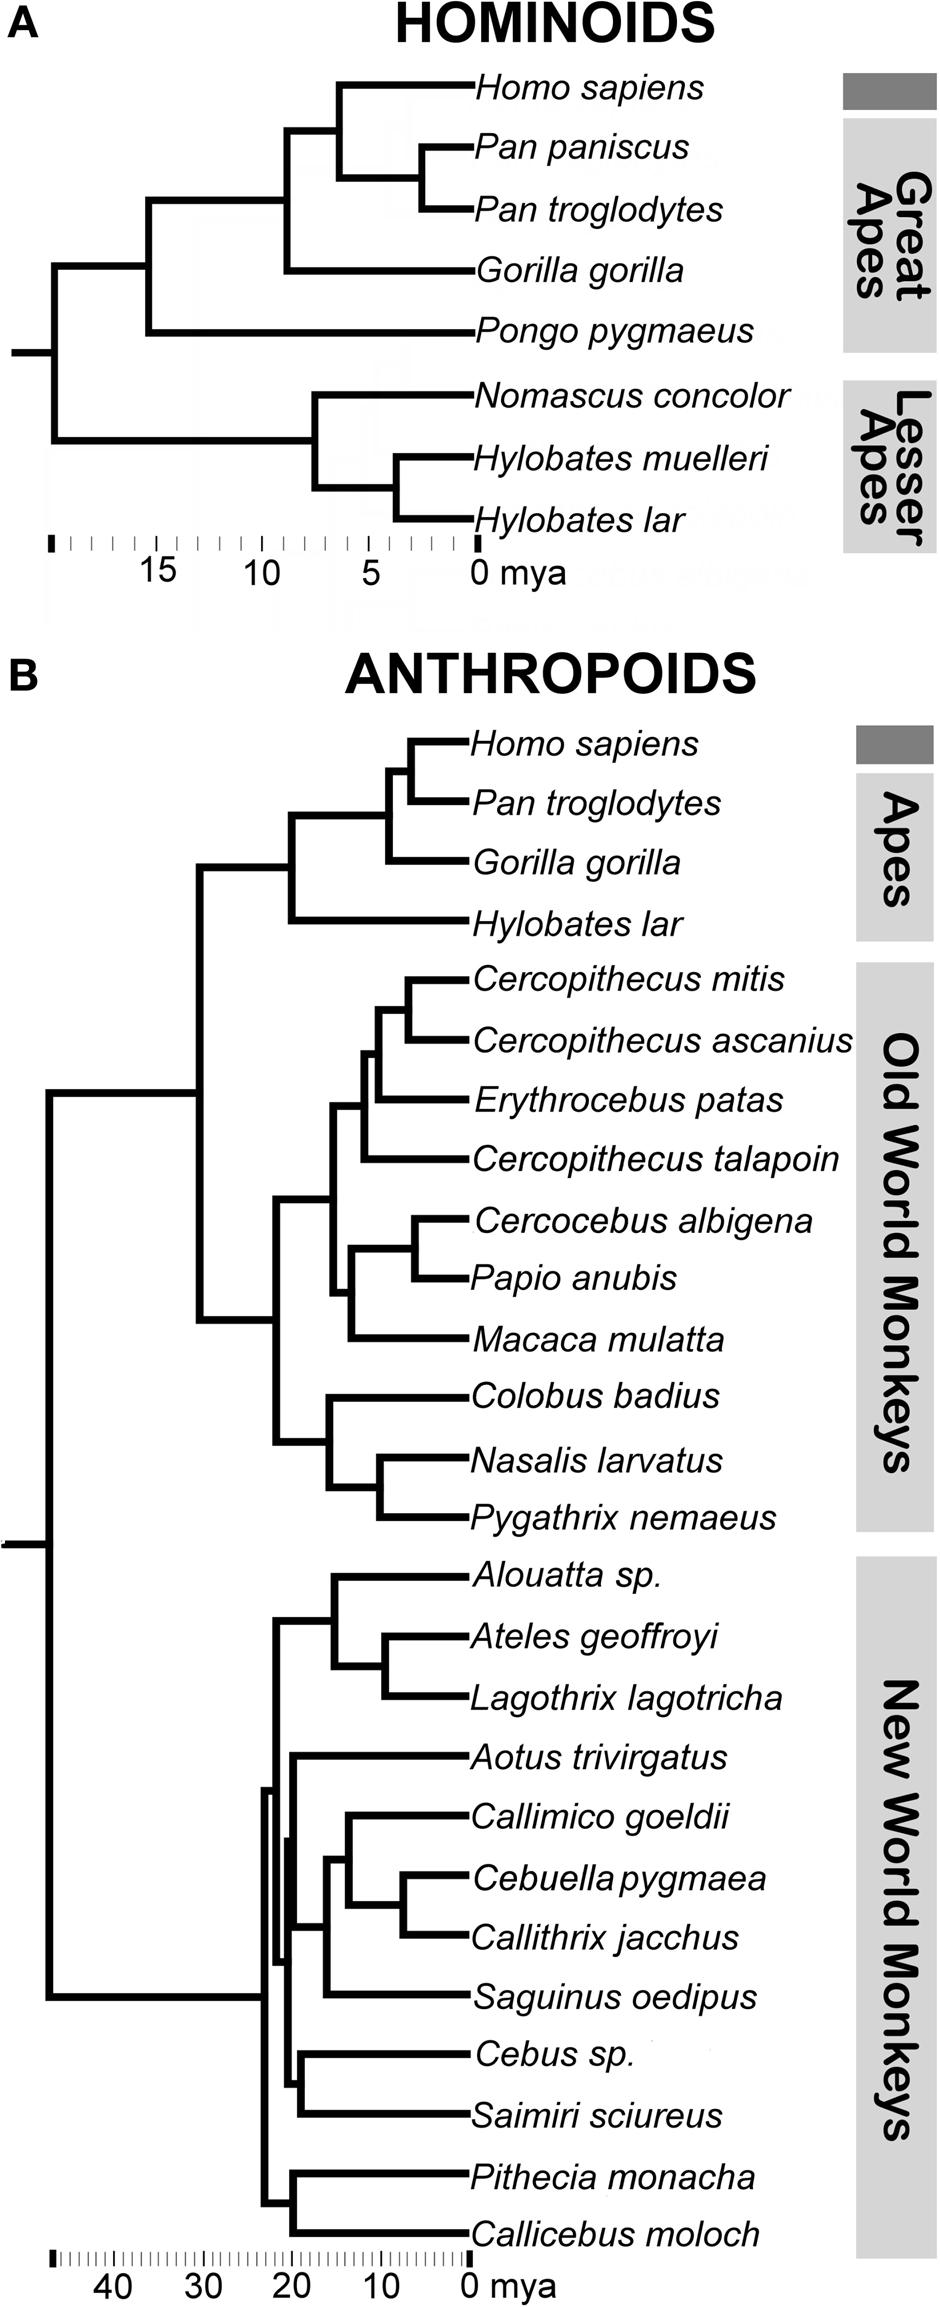 A
HOMINOIDS
Homo sapiens
Pan paniscus
Pan troglodytes
Gorilla gorilla
Pongo pygmaeus
Great
Apes
Nomascus concolor
Hylobates muelleri
Hylobates lar
Lesser
Apes
15 10 5 0 mya
B
ANTHROPOIDS
Homo sapiens
Pan troglodytes
Gorilla gorilla
Hylobates lar
Apes
Cercopithecus mitis
Cercopithecus ascanius
Erythrocebus patas
Cercopithecus talapoin
Cercocebus albigena
Papio anubis
Macaca mulatta
Colobus badius
Nasalis larvatus
Pygathrix nemaeus
Old World Monkeys
Alouatta sp.
Ateles geoffroyi
Lagothrix lagotricha
Aotus trivirgatus
Callimico goeldii
Cebuella pygmaea
Callithrix jacchus
Saguinus oedipus
Cebus sp.
Saimiri sciureus
Pithecia monacha
Callicebus moloch
New World Monkeys
40 30 20 10 0 mya